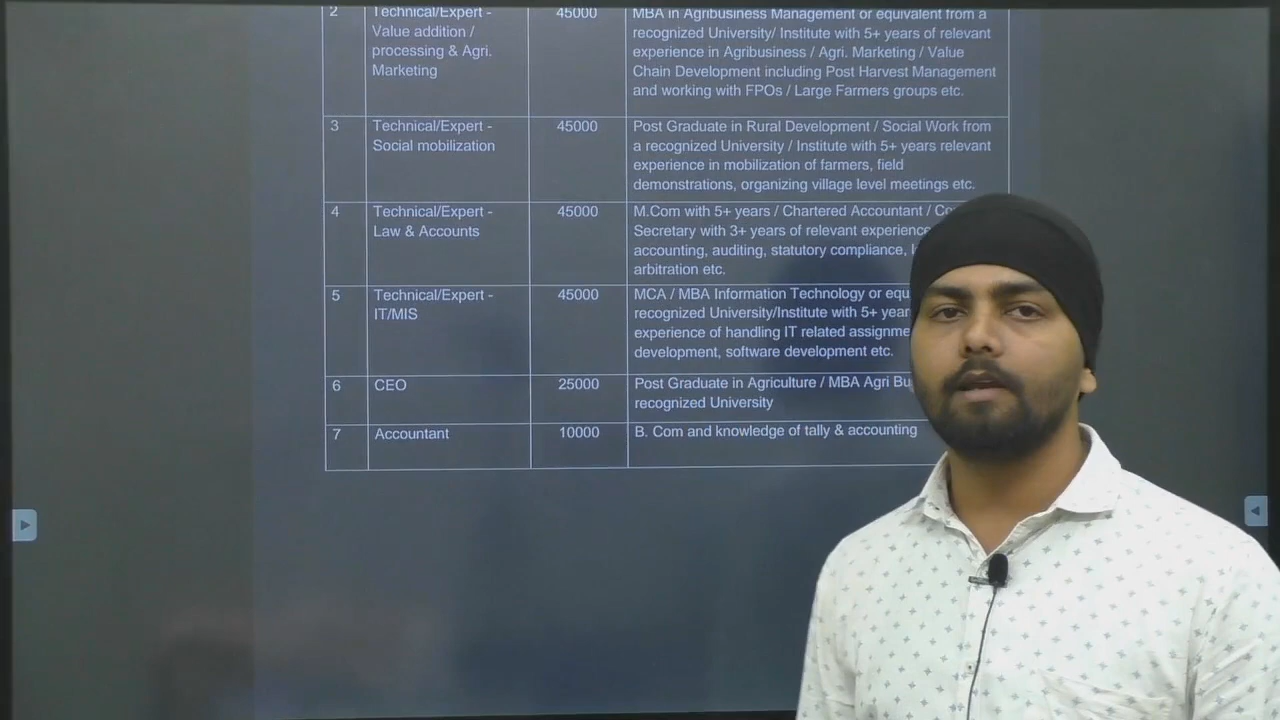 2
Technical/Expert -
Value addition /
processing & Agri.
Marketing
45000
MBA in Agribusiness Management or equivalent from a
recognized University/ Institute with 5+ years of relevant
experience in Agribusiness / Agri. Marketing / Value
Chain Development including Post Harvest Management
and working with FPOs / Large Farmers groups etc.
3
Technical/Expert -
Social mobilization
45000
Post Graduate in Rural Development / Social Work from
a recognized University / Institute with 5+ years relevant
experience in mobilization of farmers, field
demonstrations, organizing village level meetings etc.
4
Technical/Expert -
Law & Accounts
45000
M.Com with 5+ years / Chartered Accountant /
Secretary with 3+ years of relevant experience
accounting, auditing, statutory compliance,
arbitration etc.
5
Technical/Expert -
IT/MIS
45000
MCA / MBA Information Technology or
recognized University/Institute with 5+
experience of handling IT related
development, software development etc.
6
CEO
25000
Post Graduate in Agriculture / MBA Agri
recognized University
7
Accountant
10000
B. Com and knowledge of tally & accounting